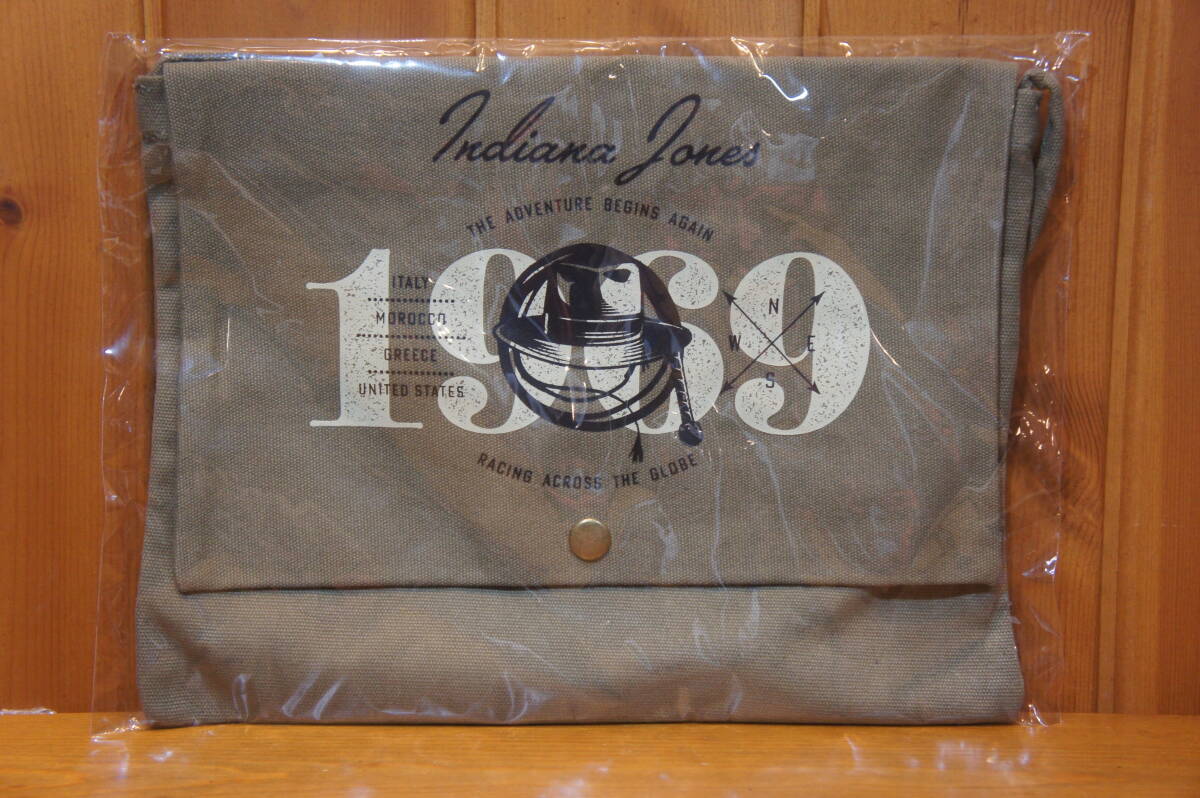 Indiana Jones
THE ADVENTURE BEGINS AGAIN
1969
ITALY
MOROCCO
GREECE
UNITED STATES
N
W E
S
RACING ACROSS THE GLOBE